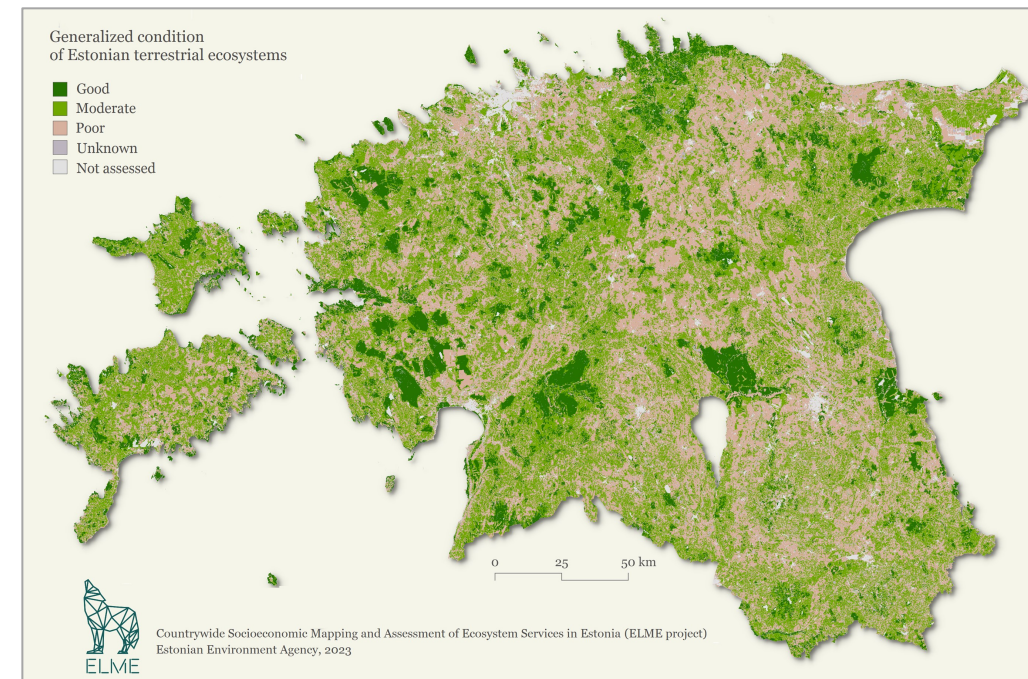 Generalized condition
of Estonian terrestrial ecosystems
Good
Moderate
Poor
Unknown
Not assessed
0 25 50 km
Countrywide Socioeconomic Mapping and Assessment of Ecosystem Services in Estonia (ELME project)
Estonian Environment Agency, 2023
ELME